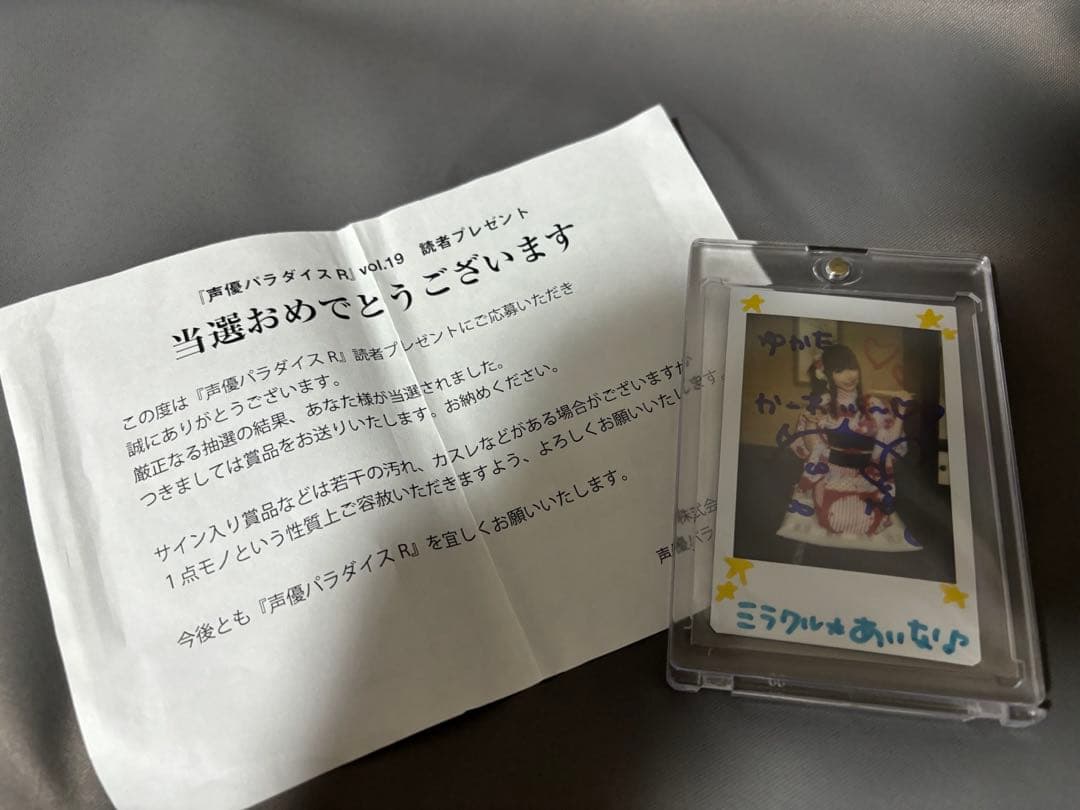 『声優パラダイスR』vol.19　読者プレゼント
当選おめでとうございます
この度は『声優パラダイスR』読者プレゼントにご応募いただき
誠にありがとうございます。
厳正なる抽選の結果、あなた様が当選されました。
つきましては賞品をお送りいたします。お納めください。
サイン入り賞品などは若干の汚れ、カスレなどがある場合がございますが
1点モノという性質上ご容赦いただきますよう、よろしくお願いいたします。
今後とも『声優パラダイスR』を宜しくお願いいたします。
株式会
声優パラ
ゆかた
ミラクル★あいな♪